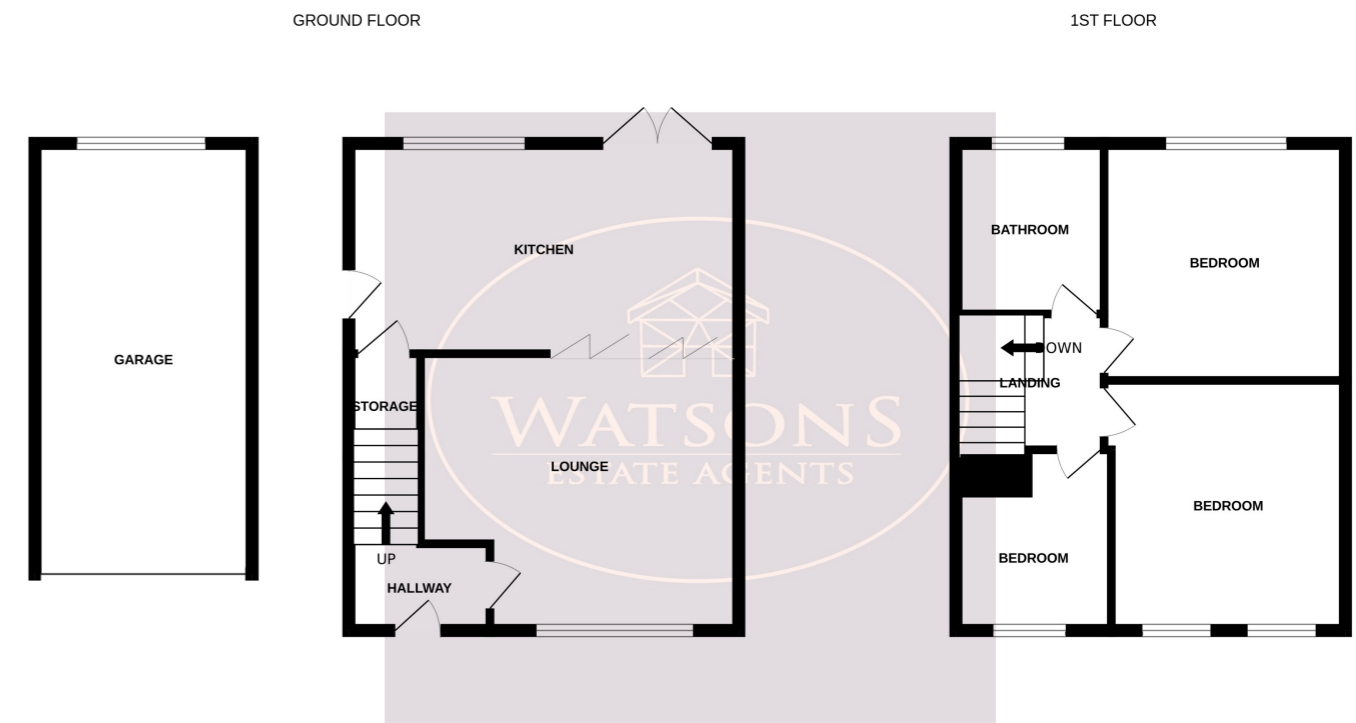 GROUND FLOOR
1ST FLOOR
KITCHEN
BATHROOM
BEDROOM
GARAGE
DOWN
LANDING
STORAGE
WATSONS
LOUNGE
ESTATE AGENTS
BEDROOM
UP
HALLWAY
BEDROOM